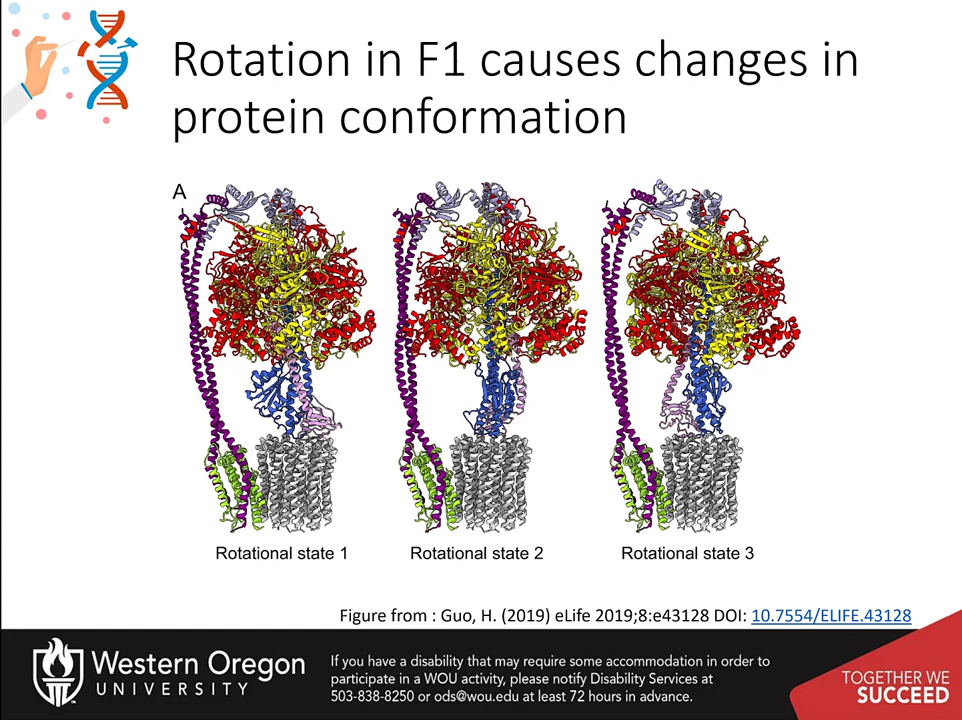 Rotation in F1 causes changes in
protein conformation
A
Rotational state 1
Rotational state 2
Rotational state 3
Figure from : Guo, H. (2019) eLife 2019;8:e43128 DOI: 10.7554/ELIFE.43128
Western Oregon
UNIVERSITY
If you have a disability that may require some accommodation in order to
participate in a WOU activity, please notify Disability Services at
503-838-8250 or ods@wou.edu at least 72 hours in advance.
TOGETHER WE
SUCCEED